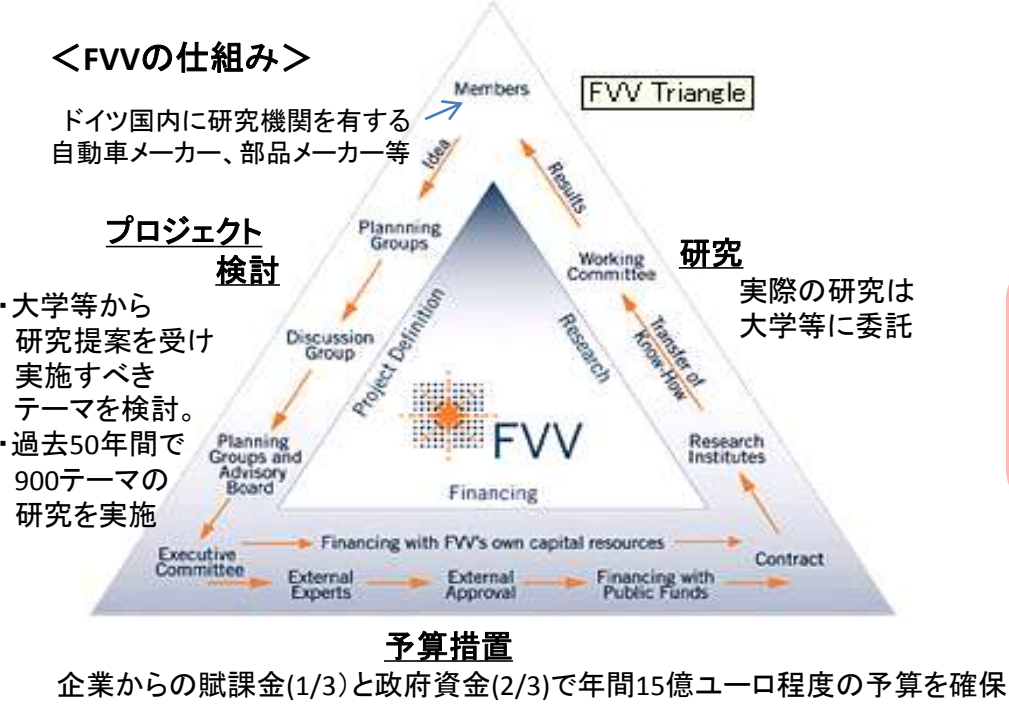 ＜FVVの仕組み＞
Members
FVV Triangle
ドイツ国内に研究機関を有する
自動車メーカー、部品メーカー等
Idea
Results
プロジェクト
検討
Plannning
Groups
Working
Committee
研究
実際の研究は
大学等に委託
・大学等から
研究提案を受け
実施すべき
テーマを検討。
・過去50年間で
900テーマの
研究を実施
Discussion
Group
Project Definition
Research
Transfer of
Know-How
FVV
Planning
Groups and
Advisory
Board
Research
Institutes
Financing
Executive
Committee
Financing with FVV's own capital resources
Contract
External
Experts
External
Approval
Financing with
Public Funds
予算措置
企業からの賦課金(1/3）と政府資金(2/3)で年間15億ユーロ程度の予算を確保